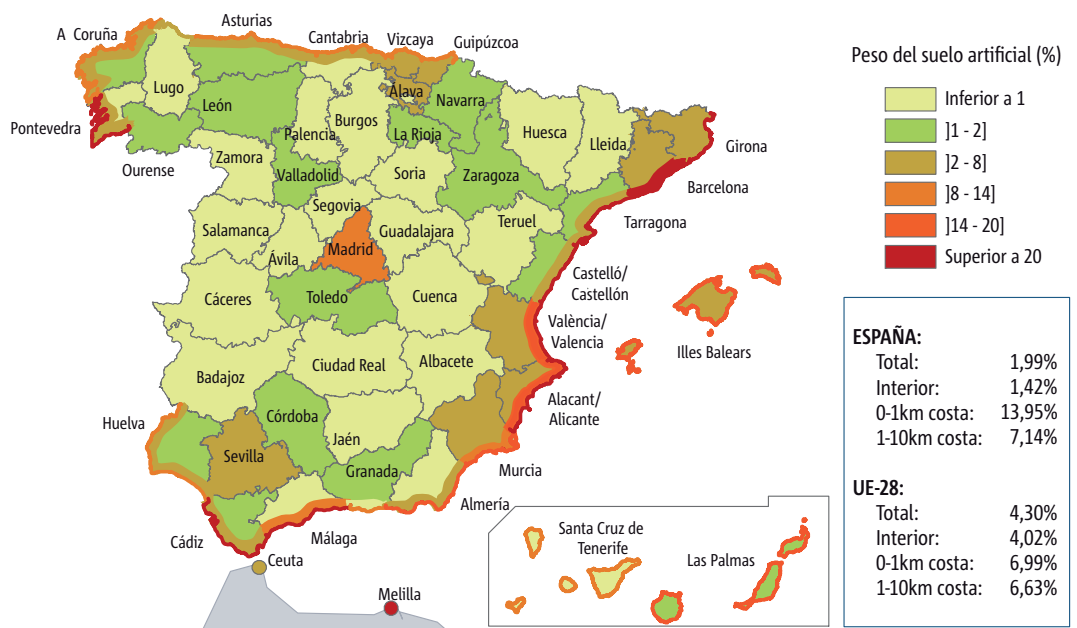 Asturias
A Coruña
Cantabria
Vizcaya
Guipúzcoa
Lugo
León
Álava
Navarra
Palencia
Burgos
La Rioja
Huesca
Lleida
Pontevedra
Ourense
Zamora
Valladolid
Soria
Zaragoza
Girona
Barcelona
Segovia
Tarragona
Salamanca
Ávila
Madrid
Guadalajara
Teruel
Cáceres
Toledo
Cuenca
Castelló/
Castellón
València/
Valencia
Illes Balears
Badajoz
Ciudad Real
Albacete
Alacant/
Alicante
Huelva
Córdoba
Jaén
Sevilla
Granada
Murcia
Almería
Cádiz
Málaga
Ceuta
Melilla
Santa Cruz de
Tenerife
Las Palmas
Peso del suelo artificial (%)
Inferior a 1
]1 - 2]
]2 - 8]
]8 - 14]
]14 - 20]
Superior a 20
ESPAÑA:
Total: 1,99%
Interior: 1,42%
0-1km costa: 13,95%
1-10km costa: 7,14%
UE-28:
Total: 4,30%
Interior: 4,02%
0-1km costa: 6,99%
1-10km costa: 6,63%